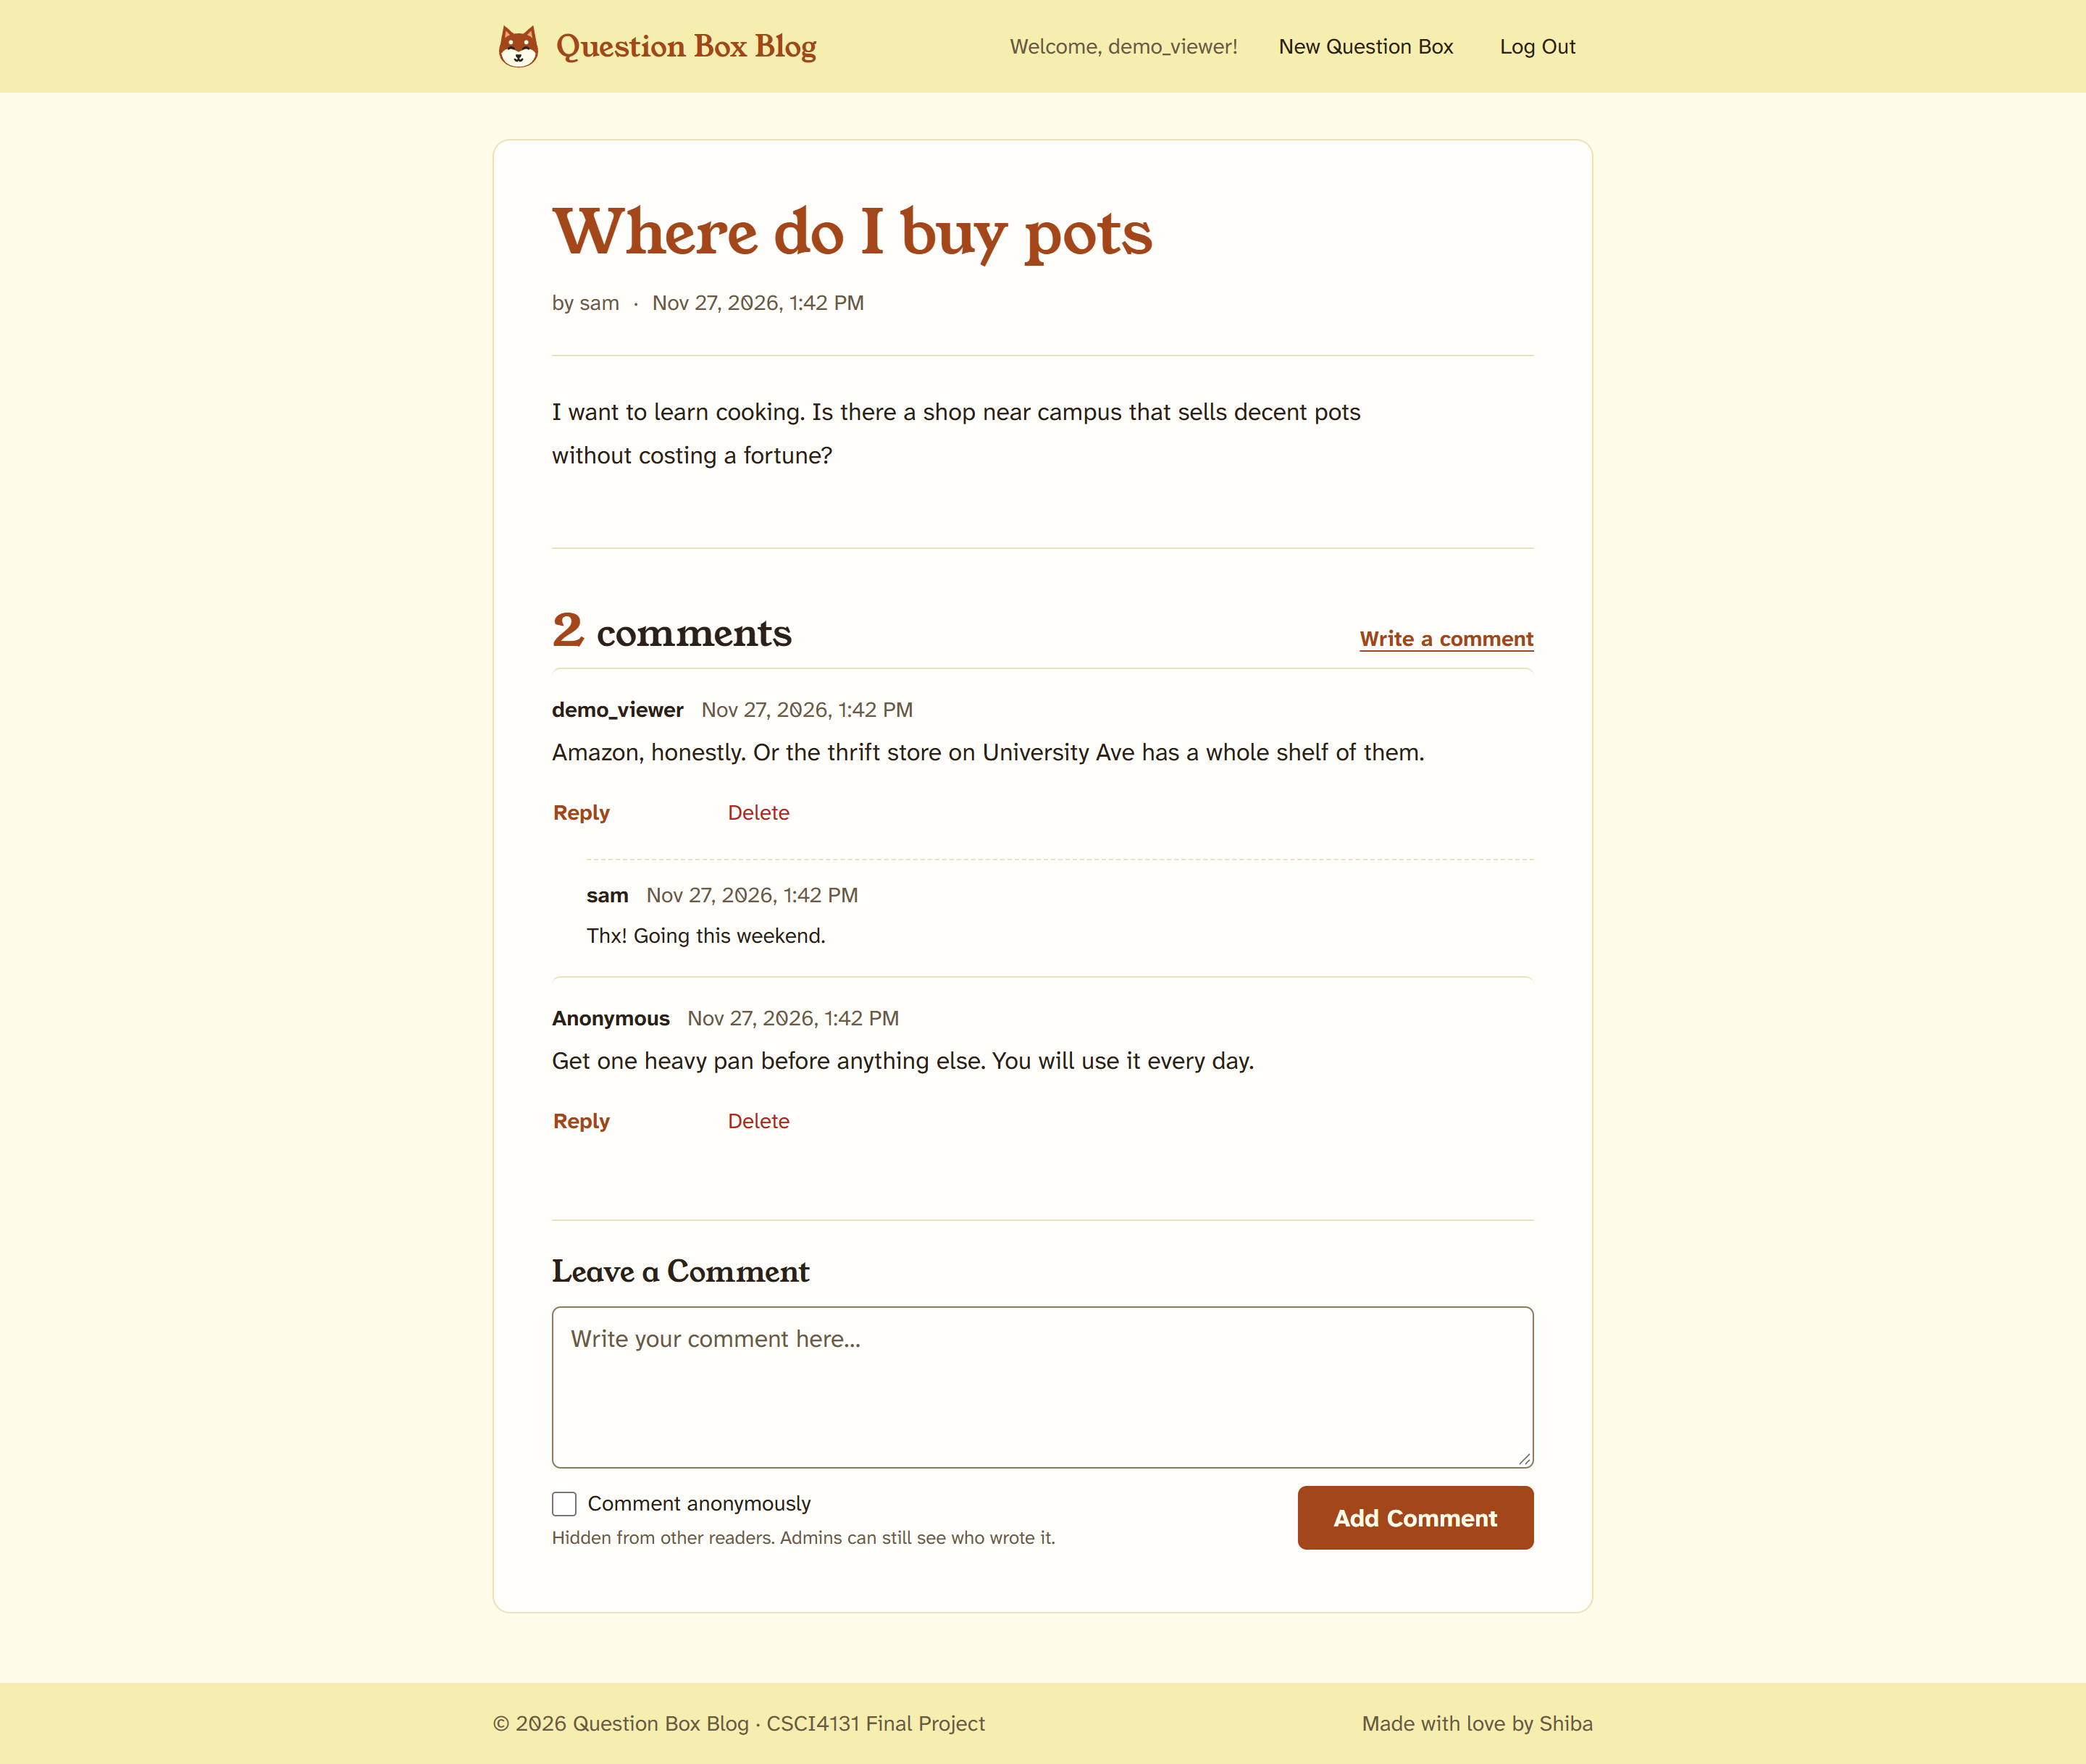 Question Box Blog
Welcome, demo_viewer!
New Question Box
Log Out
Where do I buy pots
by sam · Nov 27, 2026, 1:42 PM
I want to learn cooking. Is there a shop near campus that sells decent pots
without costing a fortune?
2 comments
Write a comment
demo_viewer Nov 27, 2026, 1:42 PM
Amazon, honestly. Or the thrift store on University Ave has a whole shelf of them.
Reply Delete
sam Nov 27, 2026, 1:42 PM
Thx! Going this weekend.
Anonymous Nov 27, 2026, 1:42 PM
Get one heavy pan before anything else. You will use it every day.
Reply Delete
Leave a Comment
Write your comment here...
Comment anonymously
Hidden from other readers. Admins can still see who wrote it.
Add Comment
© 2026 Question Box Blog · CSCI4131 Final Project
Made with love by Shiba